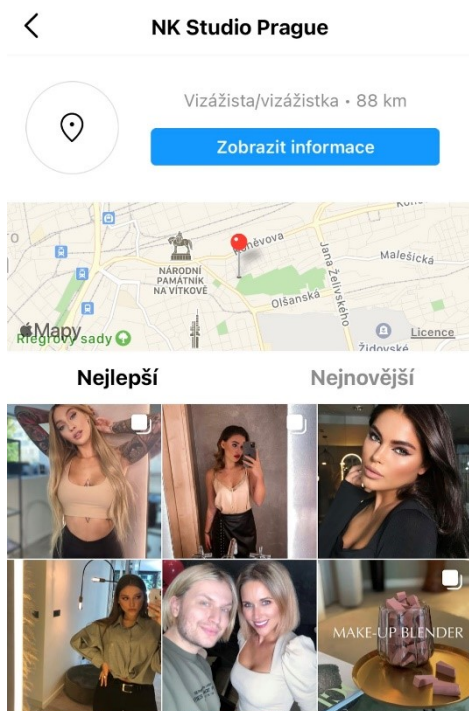 NK Studio Prague
Vizážista/vizážistka • 88 km
Zobrazit informace
Koněvova
NÁRODNÍ
PAMÁTNÍK
NA VÍTKOVĚ
Jana Želivského
Malešická
Olšanská
Mapy
Riegrovy sady
Licence
Židovské
Nejlepší
Nejnovější
MAKE-UP BLENDER